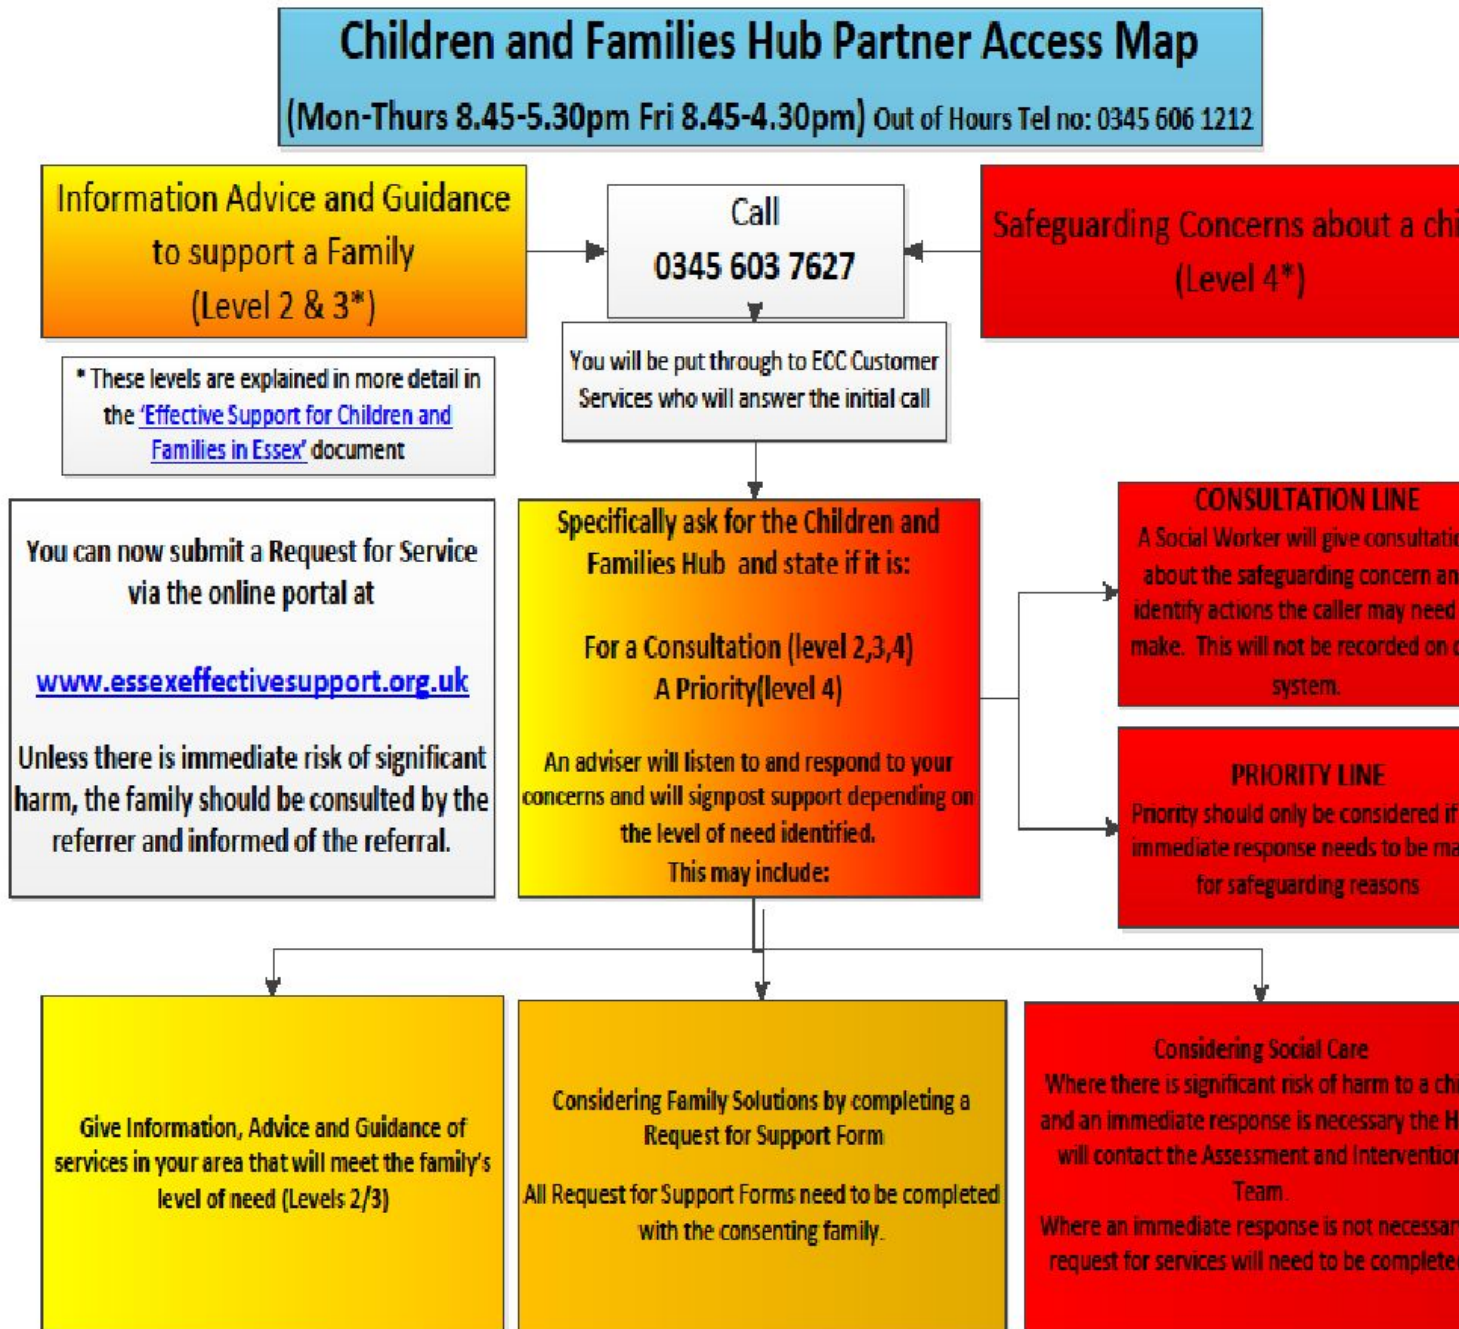 Children and Families Hub Partner Access Map
(Mon-Thurs 8.45-5.30pm Fri 8.45-4.30pm) Out of Hours Tel no: 0345 606 1212
Information Advice and Guidance
to support a Family
(Level 2 & 3*)
Call
0345 603 7627
Safeguarding Concerns about a chi
(Level 4*)
You will be put through to ECC Customer
Services who will answer the initial call
* These levels are explained in more detail in
the 'Effective Support for Children and
Families in Essex' document
You can now submit a Request for Service
via the online portal at
www.essexeffectivesupport.org.uk
Unless there is immediate risk of significant
harm, the family should be consulted by the
referrer and informed of the referral.
Specifically ask for the Children and
Families Hub and state if it is:
For a Consultation (level 2,3,4)
A Priority(level 4)
An adviser will listen to and respond to your
concerns and will signpost support depending on
the level of need identified.
This may include:
CONSULTATION LINE
A Social Worker will give consultatio
about the safeguarding concern an
identify actions the caller may need
make. This will not be recorded on
system.
PRIORITY LINE
Priority should only be considered if
immediate response needs to be ma
for safeguarding reasons
Give Information, Advice and Guidance of
services in your area that will meet the family's
level of need (Levels 2/3)
Considering Family Solutions by completing a
Request for Support Form
All Request for Support Forms need to be completed
with the consenting family.
Considering Social Care
Where there is significant risk of harm to a chi
and an immediate response is necessary the H
will contact the Assessment and Intervention
Team.
Where an immediate response is not necessar
request for services will need to be complete